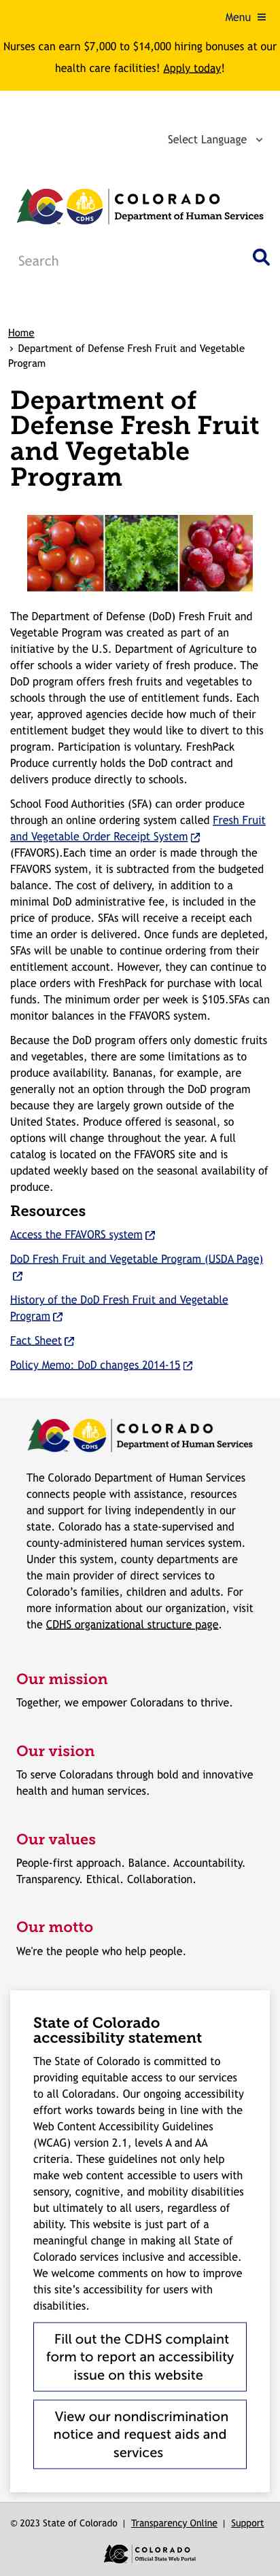 Menu
Nurses can earn $7,000 to $14,000 hiring bonuses at our
health care facilities! Apply today!
Select Language
COLORADO
CDHS
Department of Human Services
Search
Home
› Department of Defense Fresh Fruit and Vegetable
Program
Department of
Defense Fresh Fruit
and Vegetable
Program
The Department of Defense (DoD) Fresh Fruit and
Vegetable Program was created as part of an
initiative by the U.S. Department of Agriculture to
offer schools a wider variety of fresh produce. The
DoD program offers fresh fruits and vegetables to
schools through the use of entitlement funds. Each
year, approved agencies decide how much of their
entitlement budget they would like to divert to this
program. Participation is voluntary. FreshPack
Produce currently holds the DoD contract and
delivers produce directly to schools.
School Food Authorities (SFA) can order produce
through an online ordering system called Fresh Fruit
and Vegetable Order Receipt System
(FFAVORS).Each time an order is made through the
FFAVORS system, it is subtracted from the budgeted
balance. The cost of delivery, in addition to a
minimal DoD administrative fee, is included in the
price of produce. SFAs will receive a receipt each
time an order is delivered. Once funds are depleted,
SFAs will be unable to continue ordering from their
entitlement account. However, they can continue to
place orders with FreshPack for purchase with local
funds. The minimum order per week is $105.SFAs can
monitor balances in the FFAVORS system.
Because the DoD program offers only domestic fruits
and vegetables, there are some limitations as to
produce availability. Bananas, for example, are
generally not an option through the DoD program
because they are largely grown outside of the
United States. Produce offered is seasonal, so
options will change throughout the year. A full
catalog is located on the FFAVORS site and is
updated weekly based on the seasonal availability of
produce.
Resources
Access the FFAVORS system
DoD Fresh Fruit and Vegetable Program (USDA Page)
History of the DoD Fresh Fruit and Vegetable
Program
Fact Sheet
Policy Memo: DoD changes 2014-15
COLORADO
CDHS
Department of Human Services
The Colorado Department of Human Services
connects people with assistance, resources
and support for living independently in our
state. Colorado has a state-supervised and
county-administered human services system.
Under this system, county departments are
the main provider of direct services to
Colorado’s families, children and adults. For
more information about our organization, visit
the CDHS organizational structure page.
Our mission
Together, we empower Coloradans to thrive.
Our vision
To serve Coloradans through bold and innovative
health and human services.
Our values
People-first approach. Balance. Accountability.
Transparency. Ethical. Collaboration.
Our motto
We're the people who help people.
State of Colorado
accessibility statement
The State of Colorado is committed to
providing equitable access to our services
to all Coloradans. Our ongoing accessibility
effort works towards being in line with the
Web Content Accessibility Guidelines
(WCAG) version 2.1, levels A and AA
criteria. These guidelines not only help
make web content accessible to users with
sensory, cognitive, and mobility disabilities
but ultimately to all users, regardless of
ability. This website is just part of a
meaningful change in making all State of
Colorado services inclusive and accessible.
We welcome comments on how to improve
this site’s accessibility for users with
disabilities.
Fill out the CDHS complaint
form to report an accessibility
issue on this website
View our nondiscrimination
notice and request aids and
services
© 2023 State of Colorado | Transparency Online | Support
COLORADO
Official State Web Portal